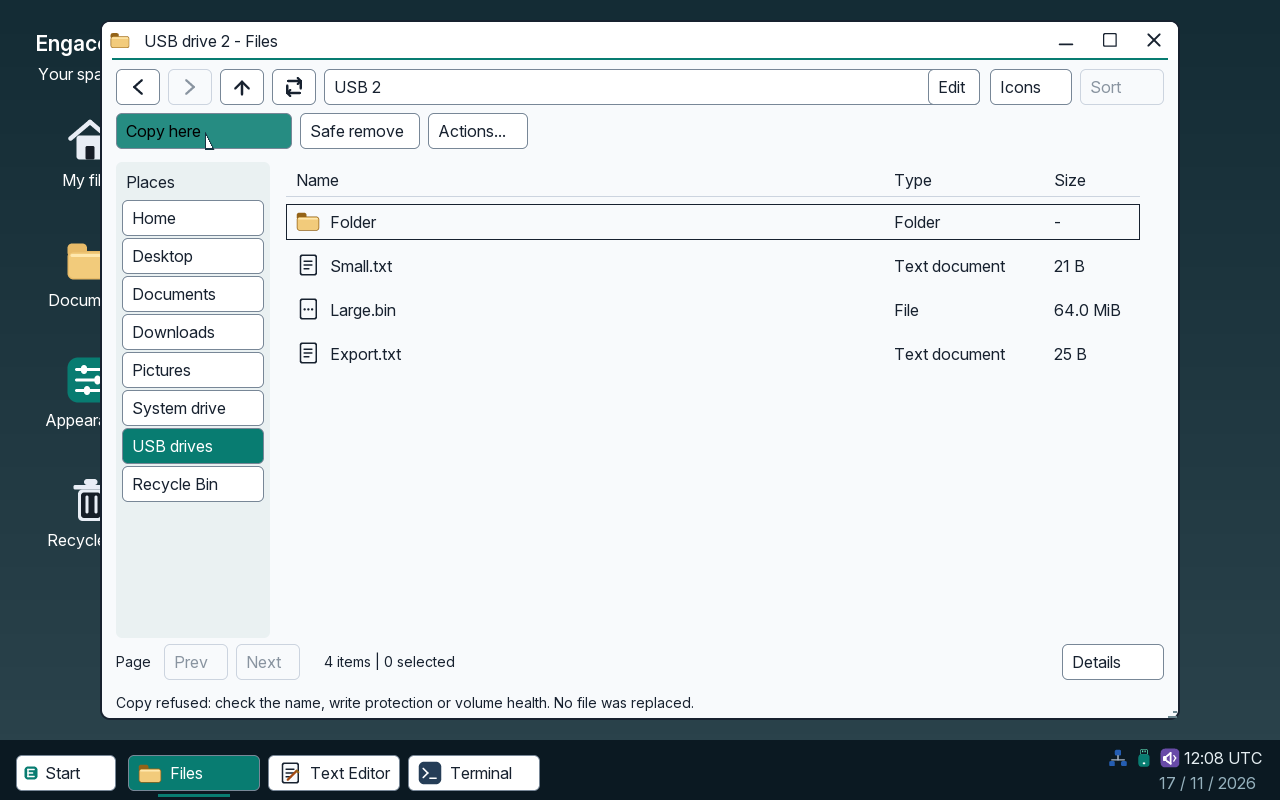 USB drive 2 - Files
USB 2
Edit
Icons
Sort
Copy here
Safe remove
Actions...
Places
Home
Desktop
Documents
Downloads
Pictures
System drive
USB drives
Recycle Bin
Name Type Size
Folder Folder -
Small.txt Text document 21 B
Large.bin File 64.0 MiB
Export.txt Text document 25 B
Page
Prev
Next
4 items | 0 selected
Details
Copy refused: check the name, write protection or volume health. No file was replaced.
Your
My
Start
Files
Text Editor
Terminal
12:08 UTC
17 / 11 / 2026